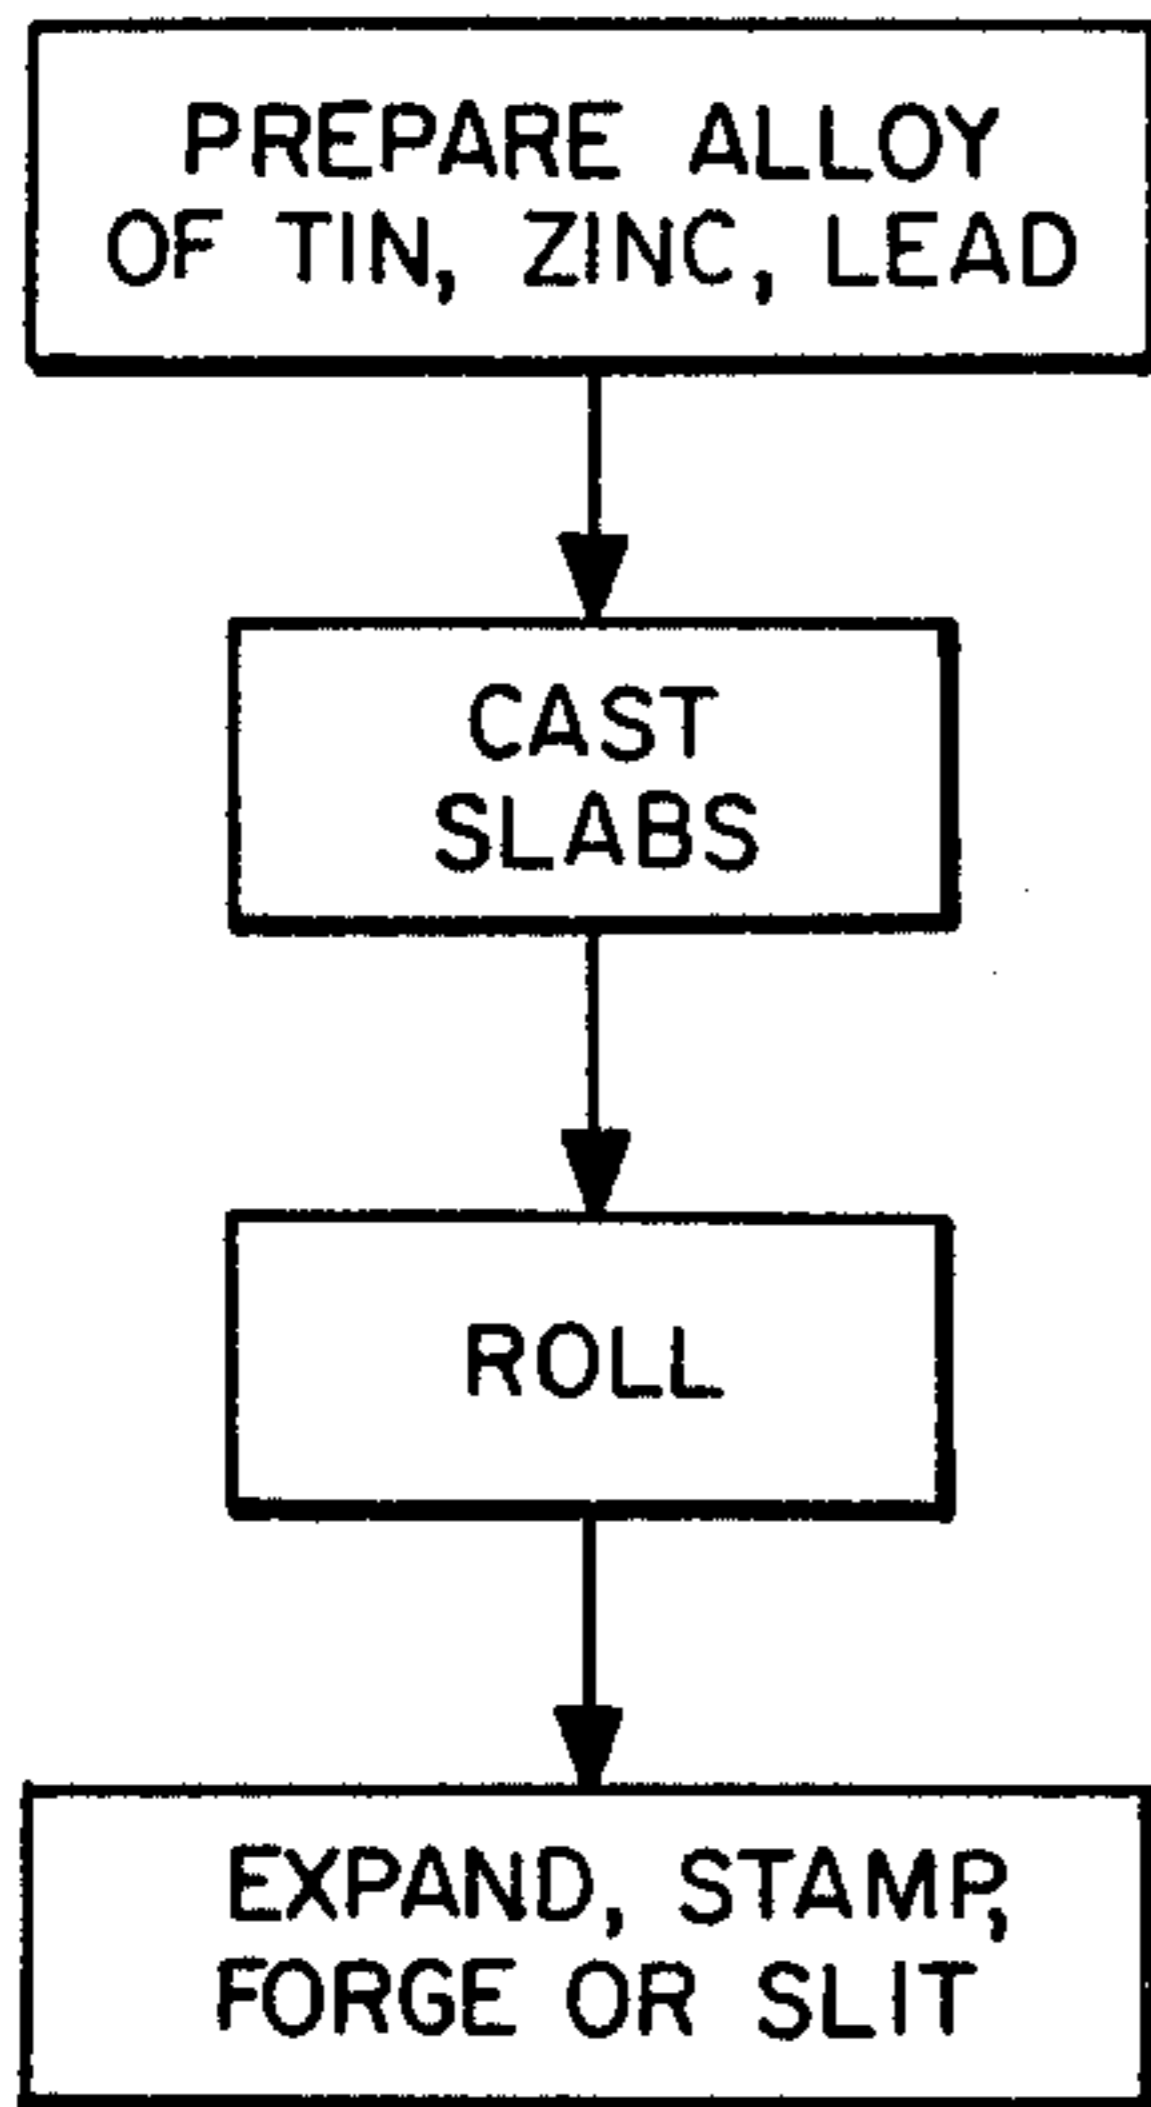 PREPARE ALLOY
OF TIN, ZINC, LEAD
CAST
SLABS
ROLL
EXPAND, STAMP,
FORGE OR SLIT